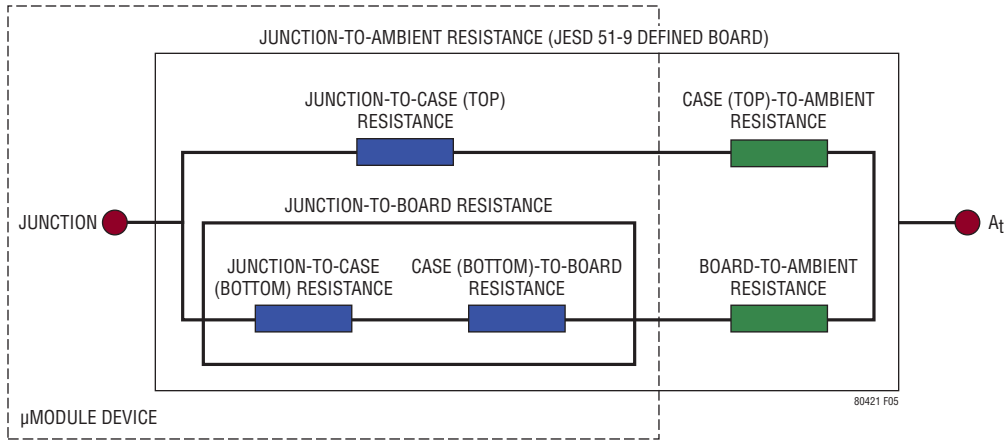 JUNCTION-TO-AMBIENT RESISTANCE (JESD 51-9 DEFINED BOARD)
JUNCTION-TO-CASE (TOP)
RESISTANCE
CASE (TOP)-TO-AMBIENT
RESISTANCE
JUNCTION
At
JUNCTION-TO-BOARD RESISTANCE
JUNCTION-TO-CASE
(BOTTOM) RESISTANCE
CASE (BOTTOM)-TO-BOARD
RESISTANCE
BOARD-TO-AMBIENT
RESISTANCE
80421 F05
µMODULE DEVICE